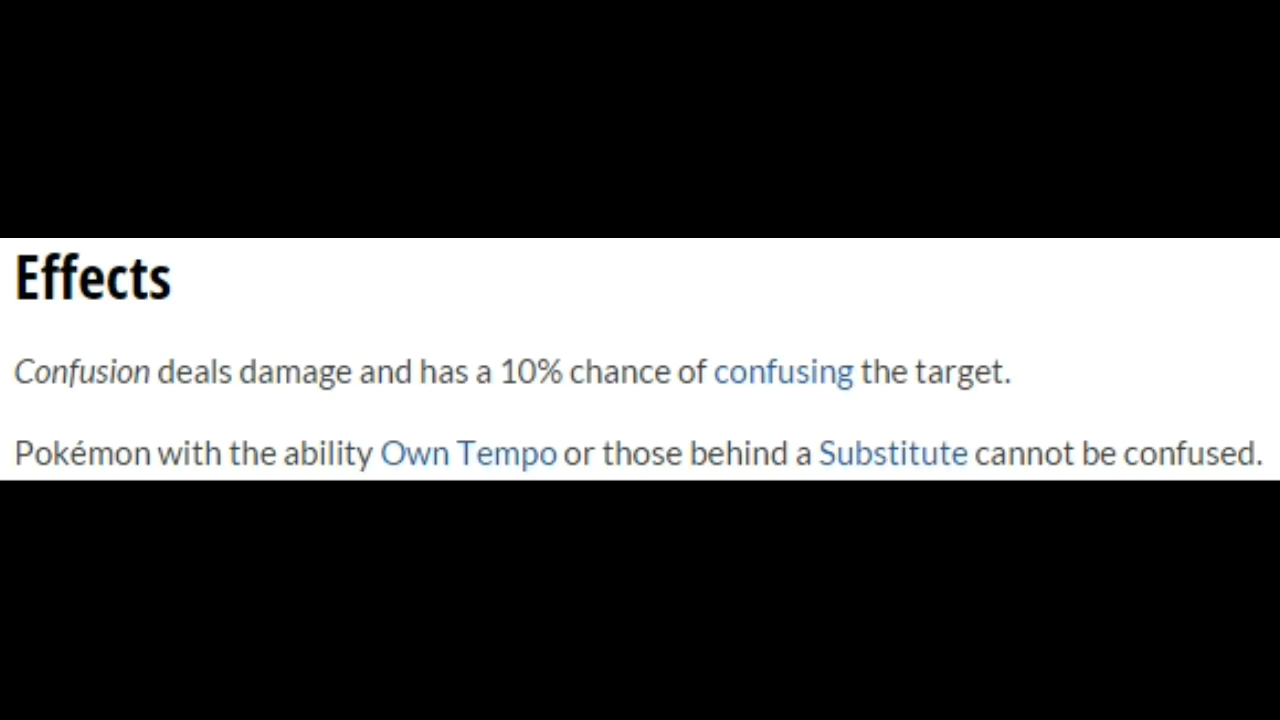 Effects
Confusion deals damage and has a 10% chance of confusing the target.
Pokémon with the ability Own Tempo or those behind a Substitute cannot be confused.